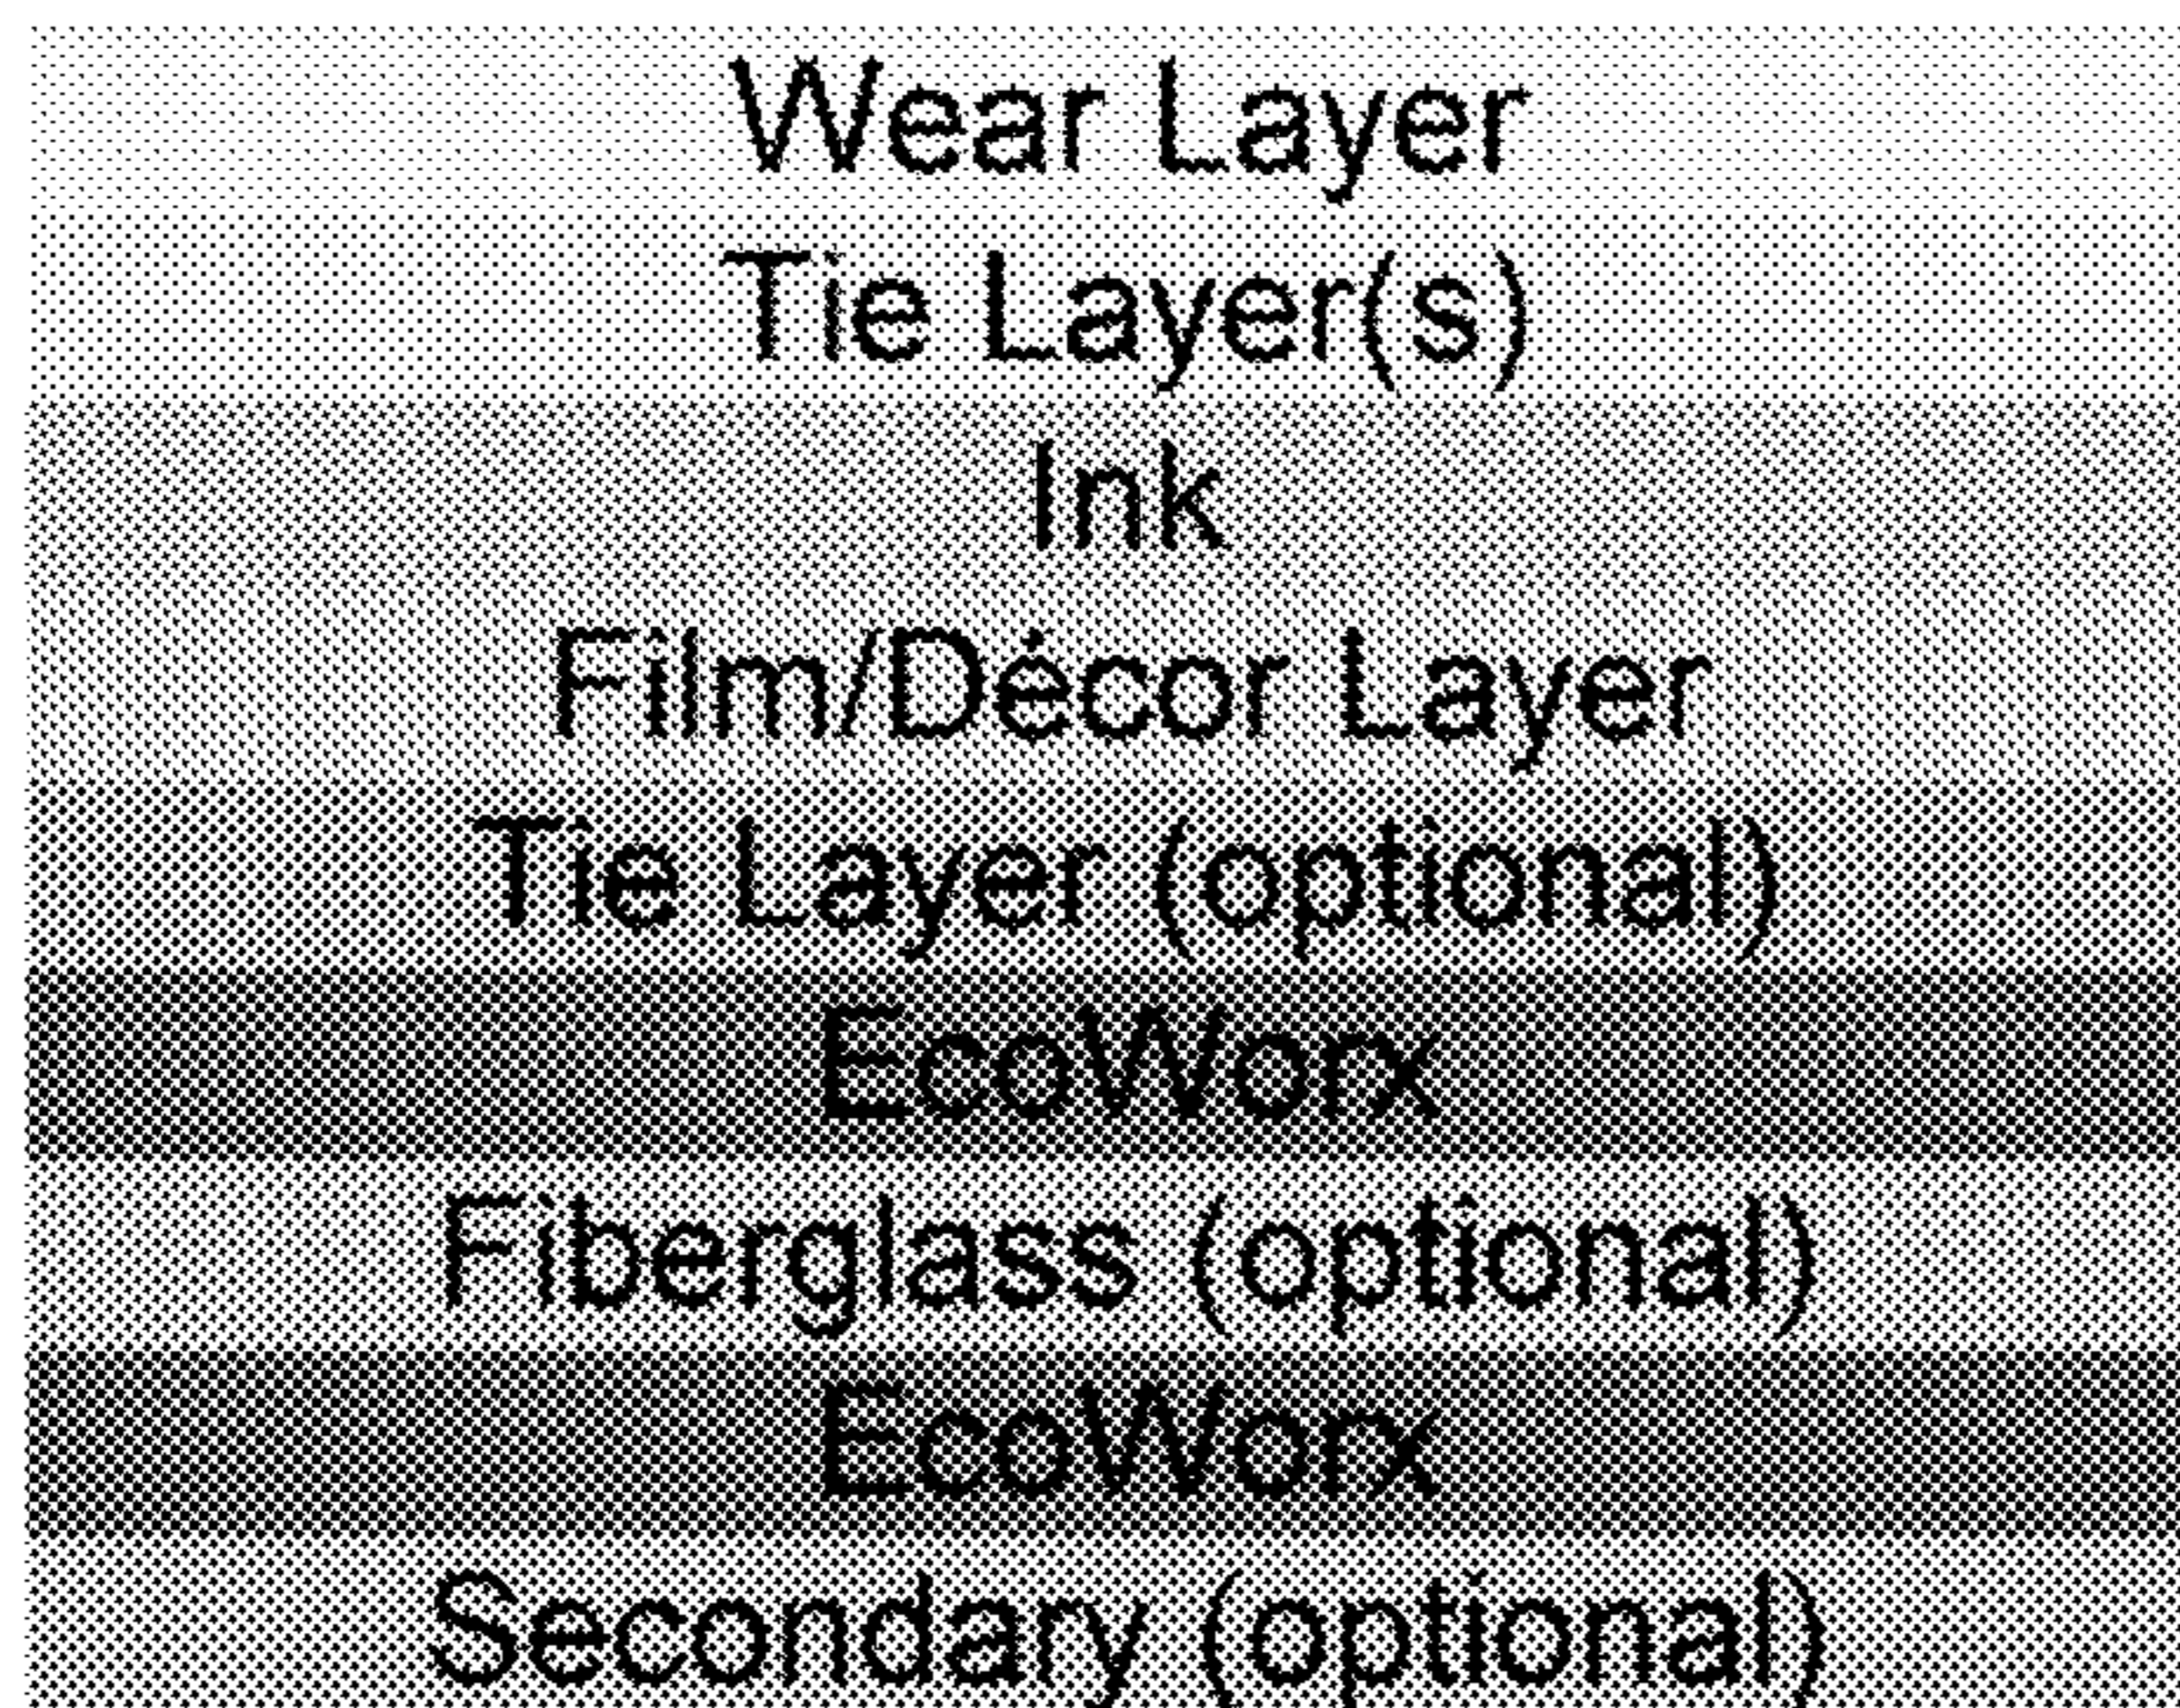 Wear Layer
Tie Layer(s)
Ink
Film/Décor Layer
Tie Layer (optional)
EcoWorx
Fiberglass (optional)
EcoWorx
Secondary (optional)